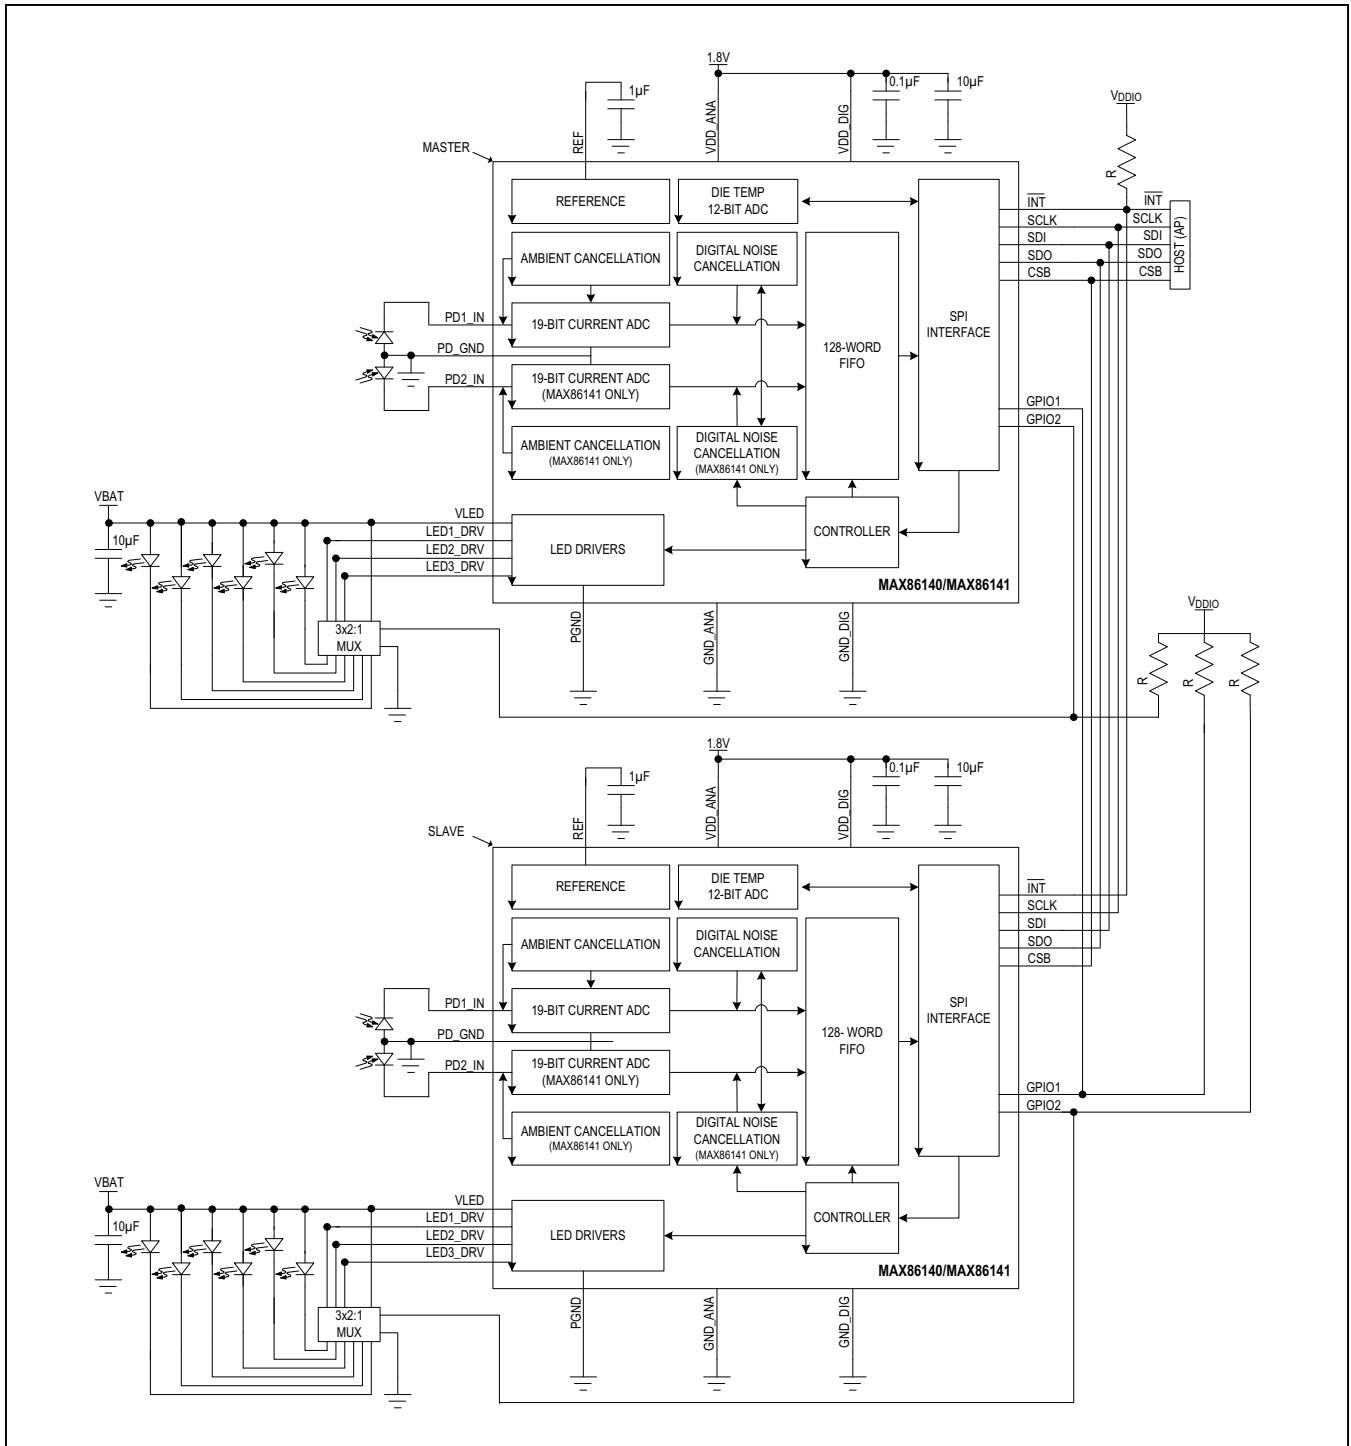 1.8V
1µF
0.1µF
10µF
VDDIO
REF
VDD_ANA
VDD_DIG
R
MASTER
REFERENCE
DIE TEMP
12-BIT ADC
INT
INT
SCLK
SCLK
SDI
SDI
SDO
SDO
CSB
CSB
HOST (AP)
AMBIENT CANCELLATION
DIGITAL NOISE
CANCELLATION
SPI
INTERFACE
PD1_IN
19-BIT CURRENT ADC
PD_GND
128-WORD
FIFO
PD2_IN
19-BIT CURRENT ADC
(MAX86141 ONLY)
GPIO1
GPIO2
AMBIENT CANCELLATION
(MAX86141 ONLY)
DIGITAL NOISE
CANCELLATION
(MAX86141 ONLY)
VBAT
10µF
VLED
LED1_DRV
LED2_DRV
LED3_DRV
LED DRIVERS
CONTROLLER
MAX86140/MAX86141
3x2:1
MUX
PGND
GND_ANA
GND_DIG
VDDIO
R
R
R
1.8V
1µF
0.1µF
10µF
REF
VDD_ANA
VDD_DIG
SLAVE
REFERENCE
DIE TEMP
12-BIT ADC
INT
SCLK
SDI
SDO
CSB
AMBIENT CANCELLATION
DIGITAL NOISE
CANCELLATION
SPI
INTERFACE
PD1_IN
19-BIT CURRENT ADC
PD_GND
128- WORD
FIFO
PD2_IN
19-BIT CURRENT ADC
(MAX86141 ONLY)
GPIO1
GPIO2
AMBIENT CANCELLATION
(MAX86141 ONLY)
DIGITAL NOISE
CANCELLATION
(MAX86141 ONLY)
VBAT
10µF
VLED
LED1_DRV
LED2_DRV
LED3_DRV
LED DRIVERS
CONTROLLER
MAX86140/MAX86141
3x2:1
MUX
PGND
GND_ANA
GND_DIG